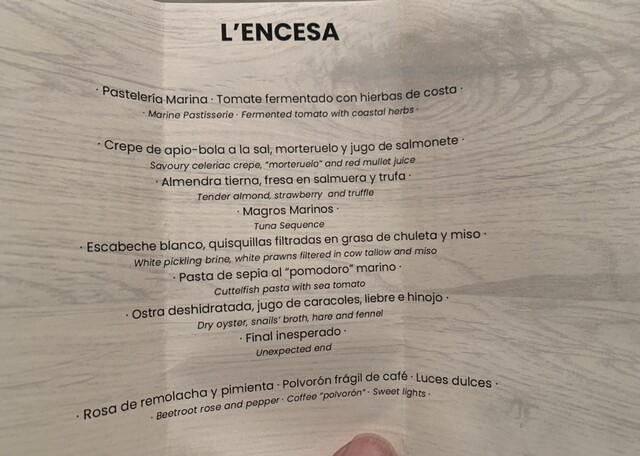 L'ENCESA
· Pastelería Marina · Tomate fermentado con hierbas de costa ·
· Marine Pastisserie · Fermented tomato with coastal herbs ·
· Crepe de apio-bola a la sal, morteruelo y jugo de salmonete ·
Savoury celeriac crepe, "morteruelo" and red mullet juice
· Almendra tierna, fresa en salmuera y trufa ·
Tender almond, strawberry and truffle
· Magros Marinos ·
Tuna Sequence
· Escabeche blanco, quisquillas filtradas en grasa de chuleta y miso ·
White pickling brine, white prawns filtered in cow tallow and miso
· Pasta de sepia al "pomodoro" marino ·
Cuttelfish pasta with sea tomato
· Ostra deshidratada, jugo de caracoles, liebre e hinojo ·
Dry oyster, snails' broth, hare and fennel
· Final inesperado ·
Unexpected end
· Rosa de remolacha y pimienta · Polvorón frágil de café · Luces dulces ·
· Beetroot rose and pepper · Coffee "polvorón" · Sweet lights ·